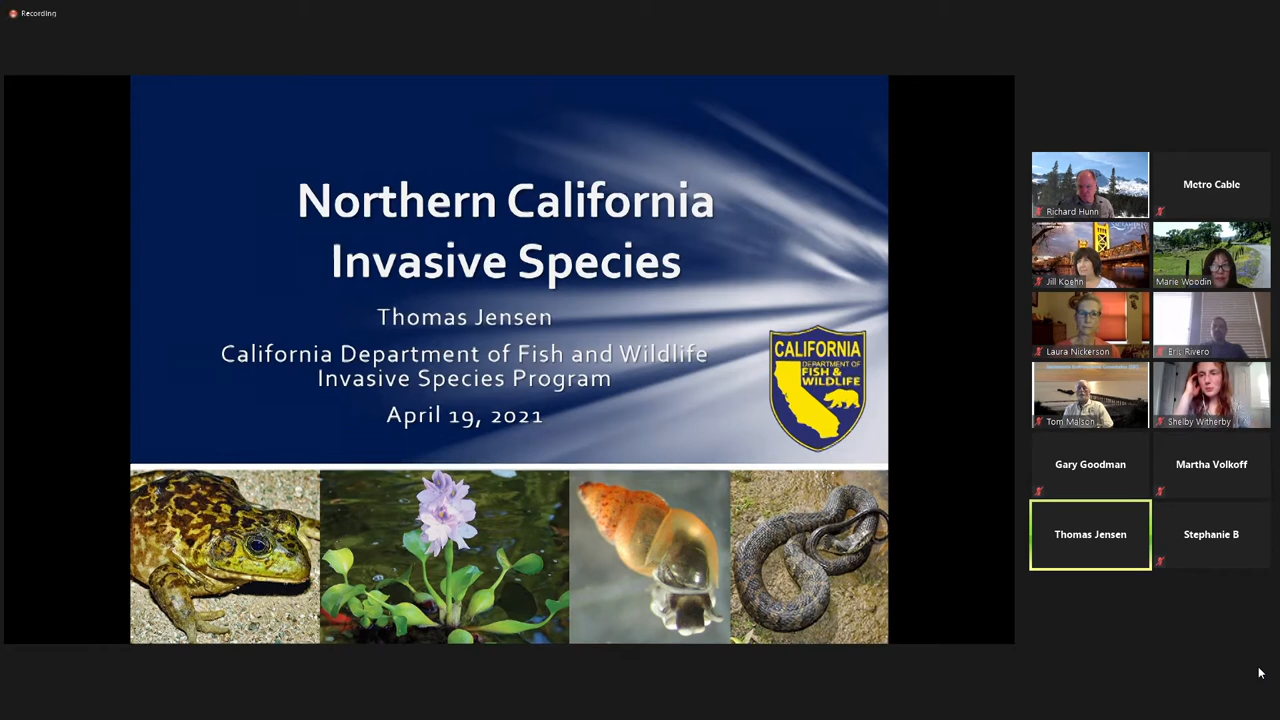 Recording
Northern California
Invasive Species
Thomas Jensen
California Department of Fish and Wildlife
Invasive Species Program
April 19, 2021
CALIFORNIA
DEPARTMENT OF
FISH &
WILDLIFE
Richard Hunn
Metro Cable
SACRAMENTO
Jill Koehn
Marie Woodin
Laura Nickerson
Eric Rivero
Tom Malson
Shelby Witherby
Gary Goodman
Martha Volkoff
Thomas Jensen
Stephanie B